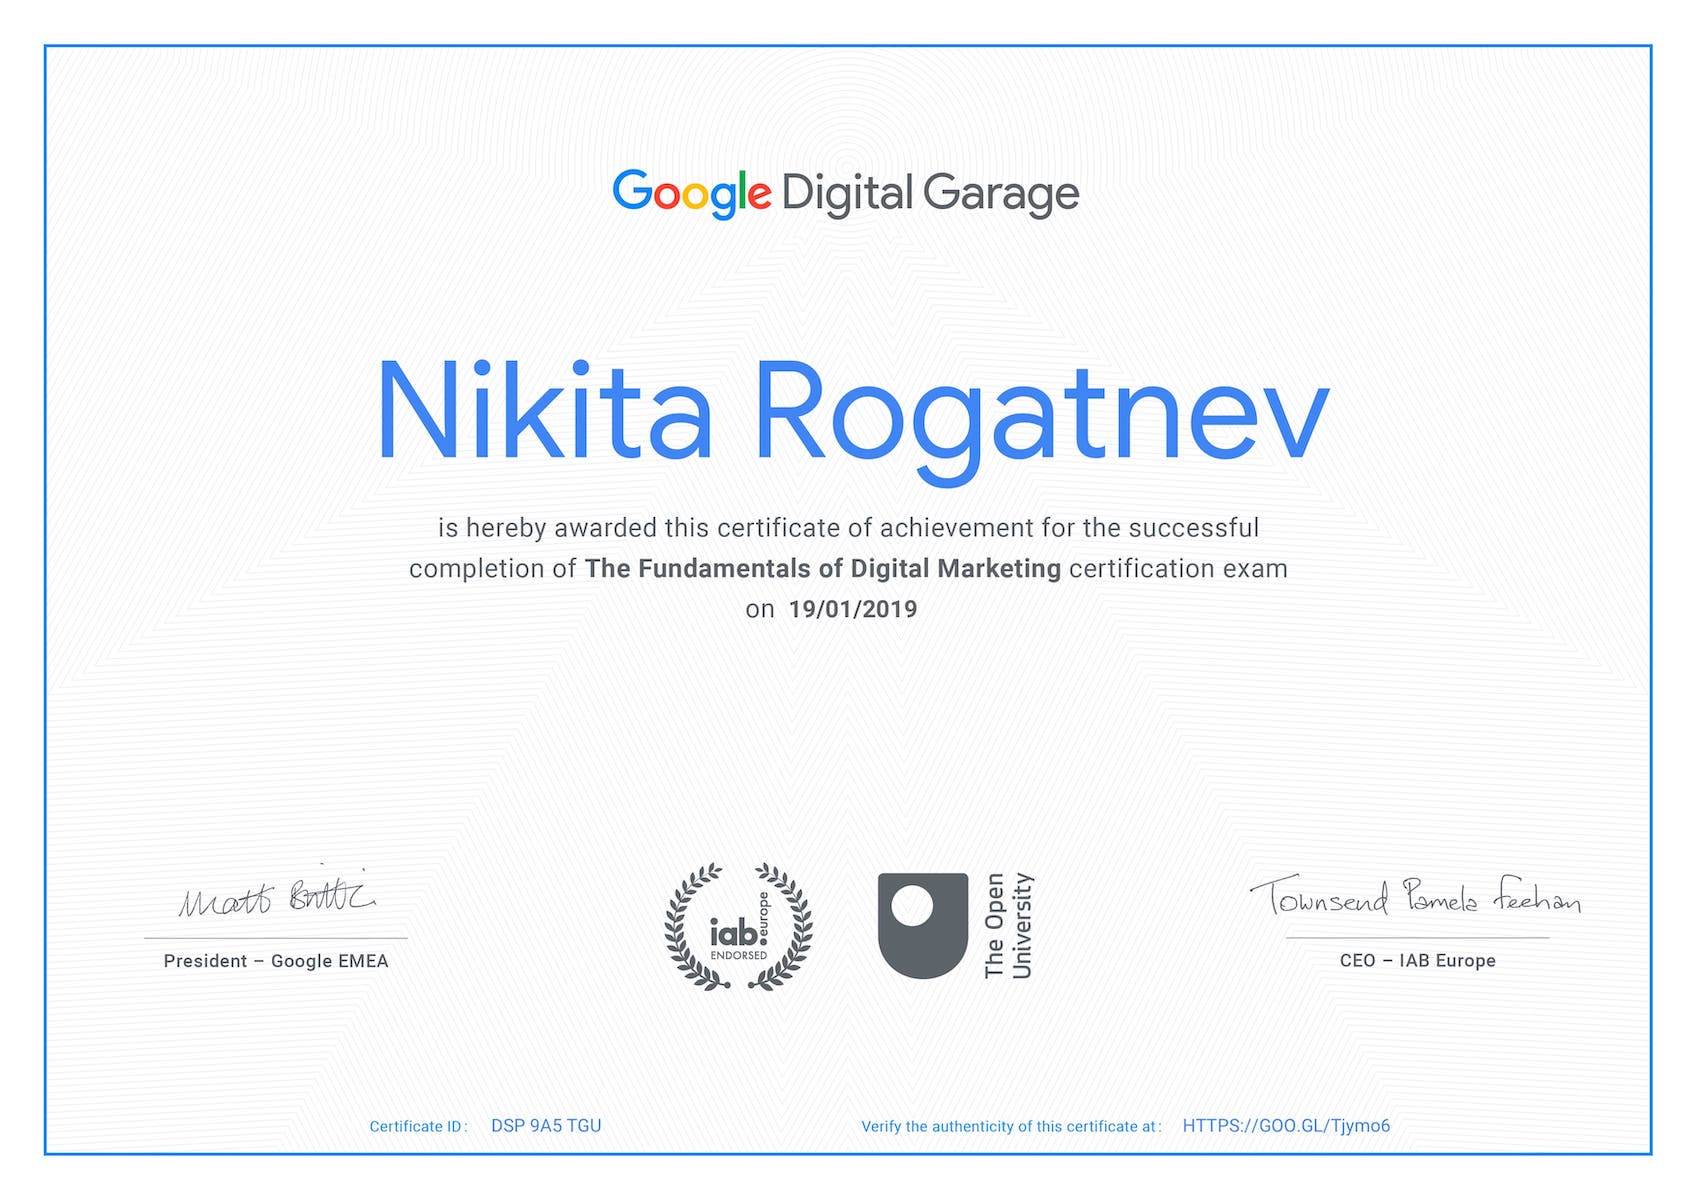 Google Digital Garage
Nikita Rogatnev
is hereby awarded this certificate of achievement for the successful
completion of The Fundamentals of Digital Marketing certification exam
on 19/01/2019
Matt Brittin
President – Google EMEA
iab.
europe
ENDORSED
The Open
University
Townsend Pamela Feehan
CEO – IAB Europe
Certificate ID : DSP 9A5 TGU
Verify the authenticity of this certificate at : HTTPS://GOO.GL/Tjymo6